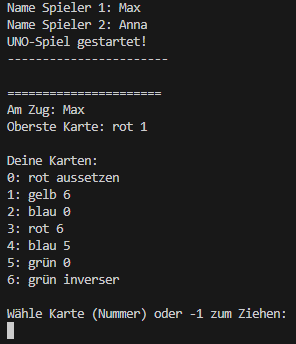 Name Spieler 1: Max
Name Spieler 2: Anna
UNO-Spiel gestartet!
-----------------------
======================
Am Zug: Max
Oberste Karte: rot 1
Deine Karten:
0: rot aussetzen
1: gelb 6
2: blau 0
3: rot 6
4: blau 5
5: grün 0
6: grün inverser
Wähle Karte (Nummer) oder -1 zum Ziehen: